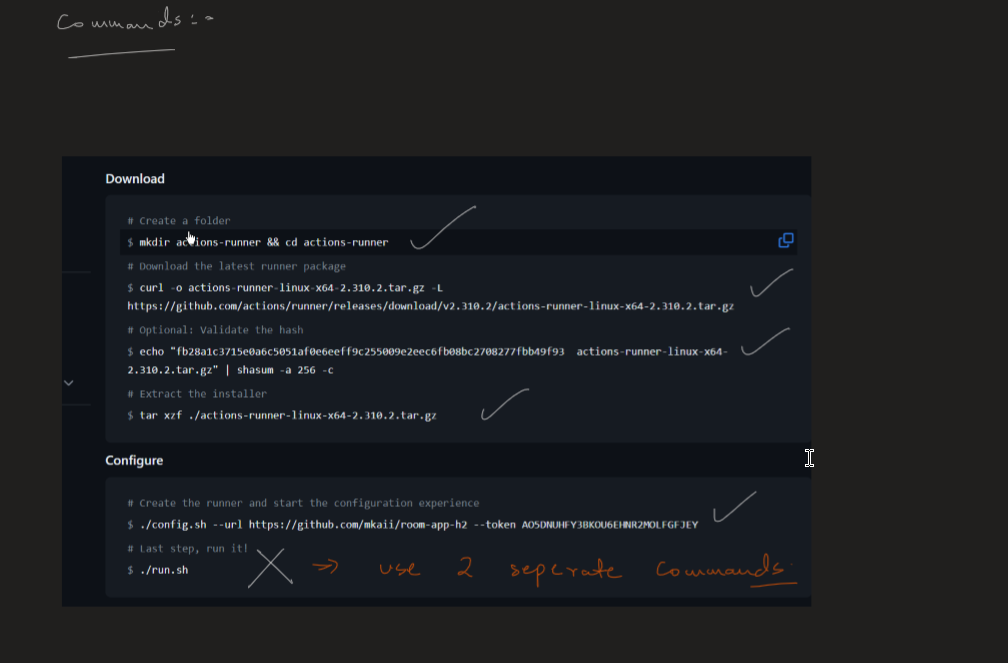 Commands:-
Download
# Create a folder
$ mkdir actions-runner && cd actions-runner
# Download the latest runner package
$ curl -o actions-runner-linux-x64-2.310.2.tar.gz -L
https://github.com/actions/runner/releases/download/v2.310.2/actions-runner-linux-x64-2.310.2.tar.gz
# Optional: Validate the hash
$ echo "fb28a1c3715e0a6c5051af0e6eeff9c255009e2eec6fb08bc2708277fbb49f93  actions-runner-linux-x64-
2.310.2.tar.gz" | shasum -a 256 -c
# Extract the installer
$ tar xzf ./actions-runner-linux-x64-2.310.2.tar.gz
Configure
# Create the runner and start the configuration experience
$ ./config.sh --url https://github.com/mkaii/room-app-h2 --token AO5DNUHFY3BKOU6EHNR2MOLFGFJEY
# Last step, run it!
$ ./run.sh
=> use 2 seperate commands.